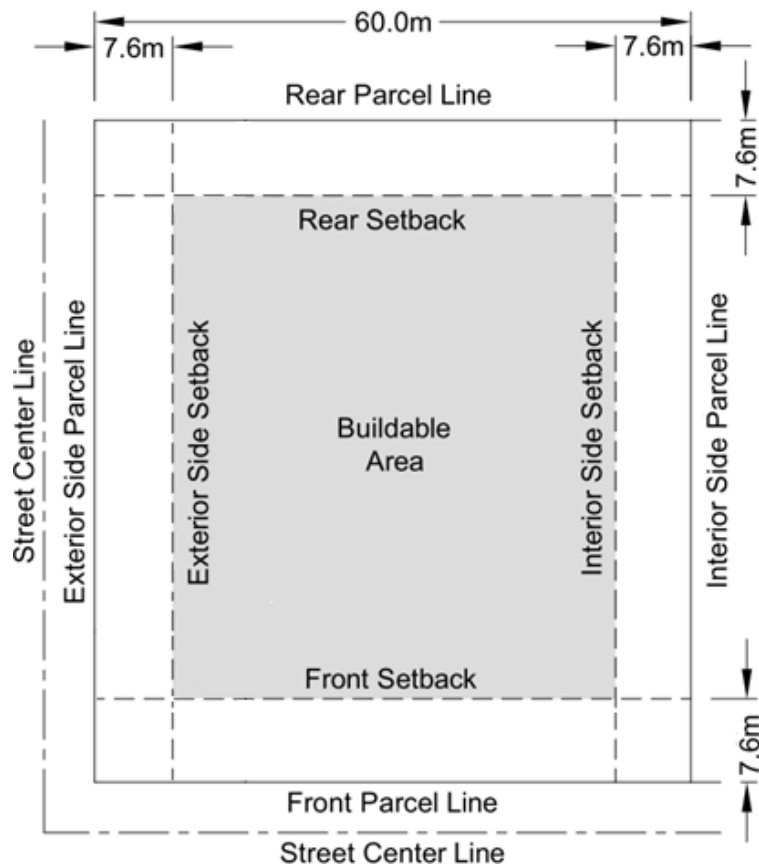 60.0m
7.6m
7.6m
Rear Parcel Line
7.6m
Rear Setback
Street Center Line
Exterior Side Parcel Line
Exterior Side Setback
Buildable
Area
Interior Side Setback
Interior Side Parcel Line
Front Setback
7.6m
Front Parcel Line
Street Center Line